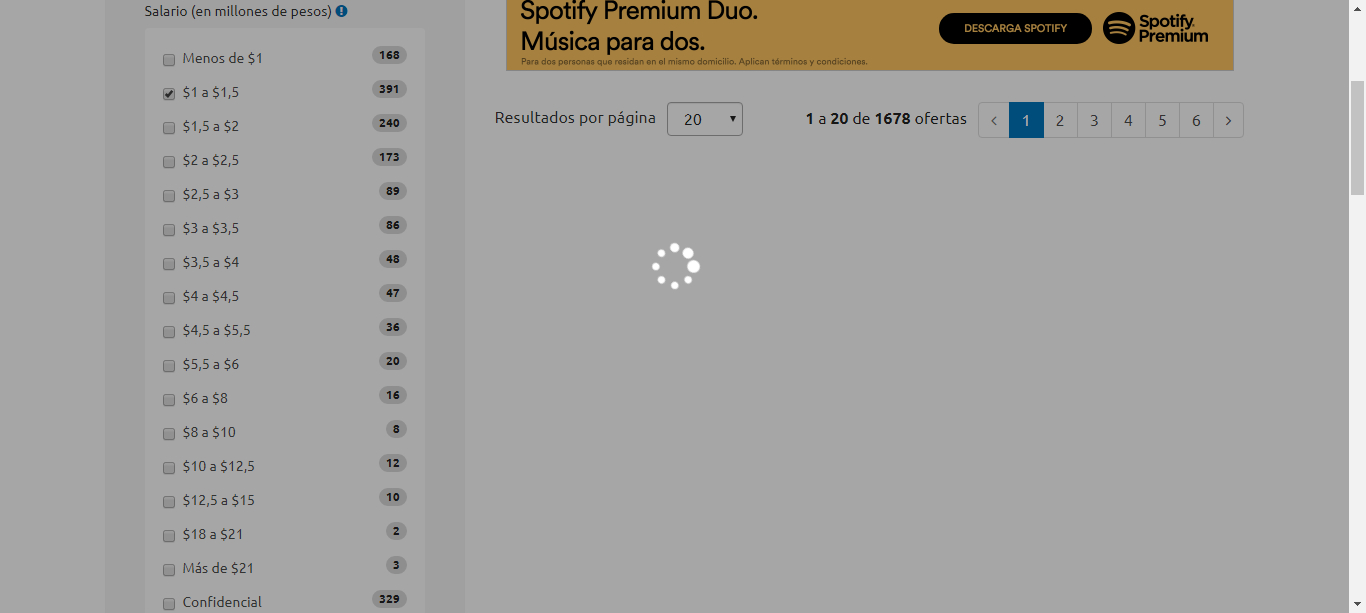 Salario (en millones de pesos)
Menos de $1 168
$1 a $1,5 391
$1,5 a $2 240
$2 a $2,5 173
$2,5 a $3 89
$3 a $3,5 86
$3,5 a $4 48
$4 a $4,5 47
$4,5 a $5,5 36
$5,5 a $6 20
$6 a $8 16
$8 a $10 8
$10 a $12,5 12
$12,5 a $15 10
$18 a $21 2
Más de $21 3
Confidencial 329
Spotify Premium Duo.
Música para dos.
Para dos personas que residan en el mismo domicilio. Aplican términos y condiciones.
DESCARGA SPOTIFY
Spotify
Premium
Resultados por página 20
1 a 20 de 1678 ofertas
‹ 1 2 3 4 5 6 ›